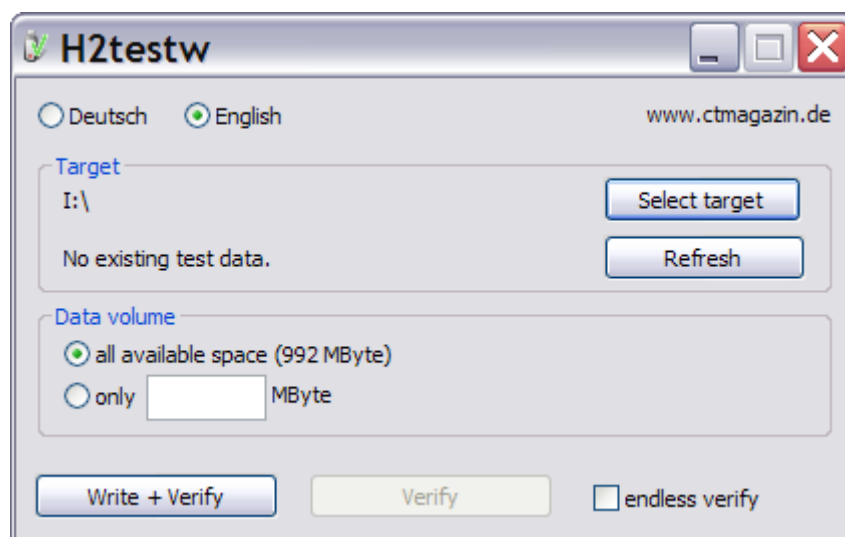 H2testw
Deutsch English www.ctmagazin.de
Target
I:\ Select target
No existing test data. Refresh
Data volume
all available space (992 MByte)
only MByte
Write + Verify Verify endless verify